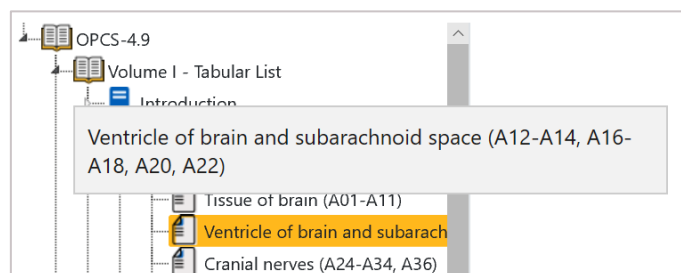 OPCS-4.9
Volume I - Tabular List
Introduction
Ventricle of brain and subarachnoid space (A12-A14, A16-
A18, A20, A22)
Tissue of brain (A01-A11)
Ventricle of brain and subarach
Cranial nerves (A24-A34, A36)